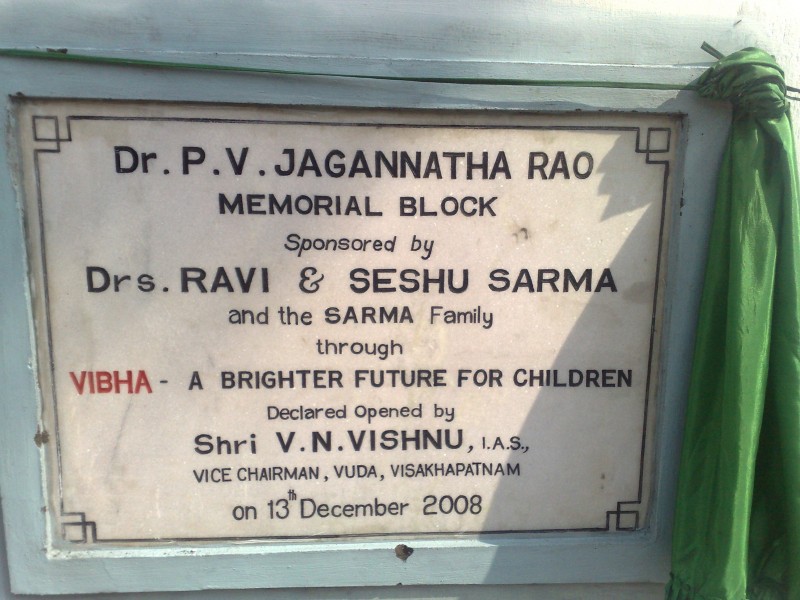 Dr. P. V. JAGANNATHA RAO
MEMORIAL BLOCK
Sponsored by
Drs. RAVI & SESHU SARMA
and the SARMA Family
through
VIBHA - A BRIGHTER FUTURE FOR CHILDREN
Declared Opened by
Shri V.N. VISHNU, I.A.S.,
VICE CHAIRMAN, VUDA, VISAKHAPATNAM
on 13th December 2008